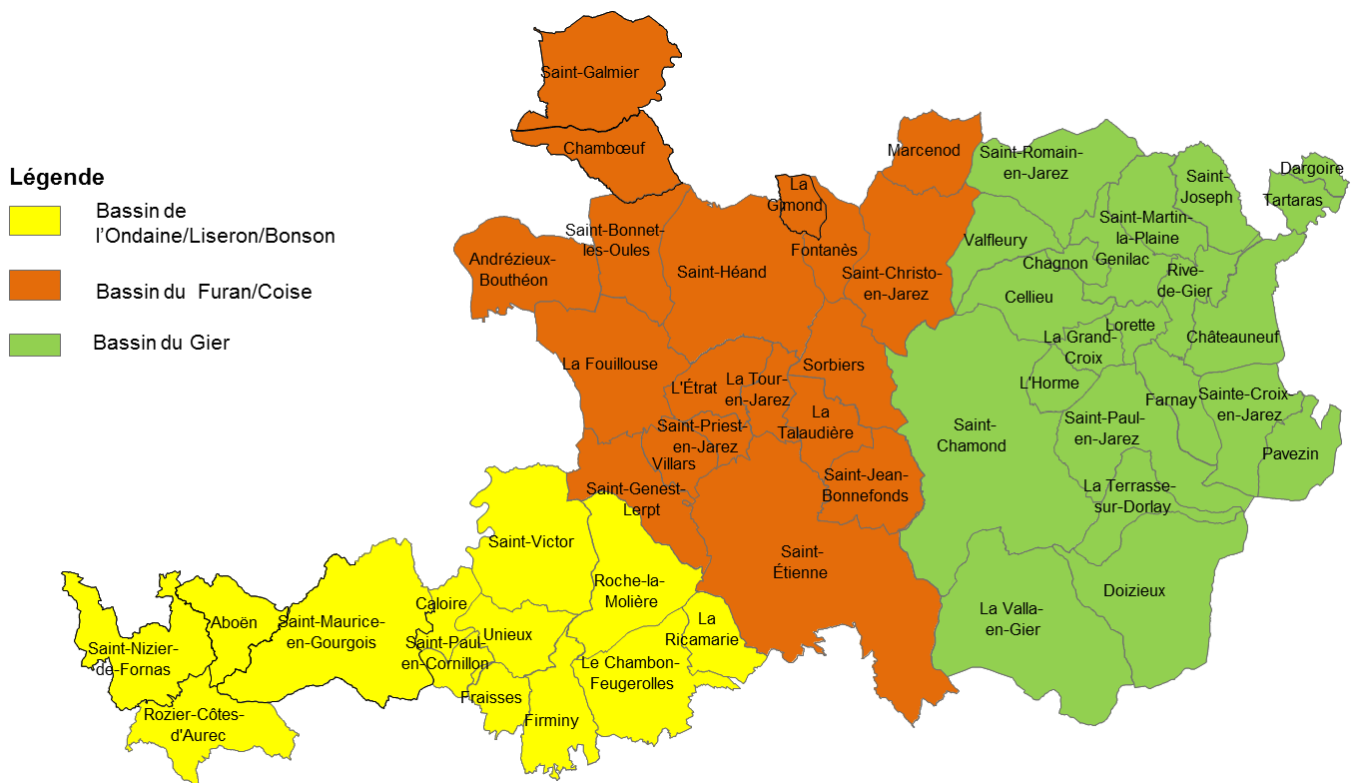 Légende
Bassin de
l'Ondaine/Liseron/Bonson
Bassin du Furan/Coise
Bassin du Gier
Saint-Galmier
Chambœuf
Marcenod
Saint-Romain-
en-Jarez
Saint-
Joseph
Dargoire
Tartaras
La
Gimond
Saint-Bonnet-
les-Oules
Andrézieux-
Bouthéon
Saint-Héand
Fontanès
Saint-Christo-
en-Jarez
Valfleury
Saint-Martin-
la-Plaine
Chagnon
Genilac
Rive-
de-Gier
Cellieu
La Fouillouse
Sorbiers
La Grand-
Croix
Lorette
Châteauneuf
L'Étrat
La Tour-
en-Jarez
L'Horme
Farnay
Sainte-Croix-
en-Jarez
Saint-Priest-
en-Jarez
La
Talaudière
Saint-
Chamond
Saint-Paul-
en-Jarez
Pavezin
Villars
Saint-Jean-
Bonnefonds
Saint-Genest-
Lerpt
La Terrasse-
sur-Dorlay
Saint-Victor
Saint-
Étienne
Roche-la-
Molière
Doizieux
La Valla-
en-Gier
Caloire
Aboën
Saint-Maurice-
en-Gourgois
Saint-Paul-
en-Cornillon
Unieux
La
Ricamarie
Saint-Nizier-
de-Fornas
Le Chambon-
Feugerolles
Fraisses
Firminy
Rozier-Côtes-
d'Aurec